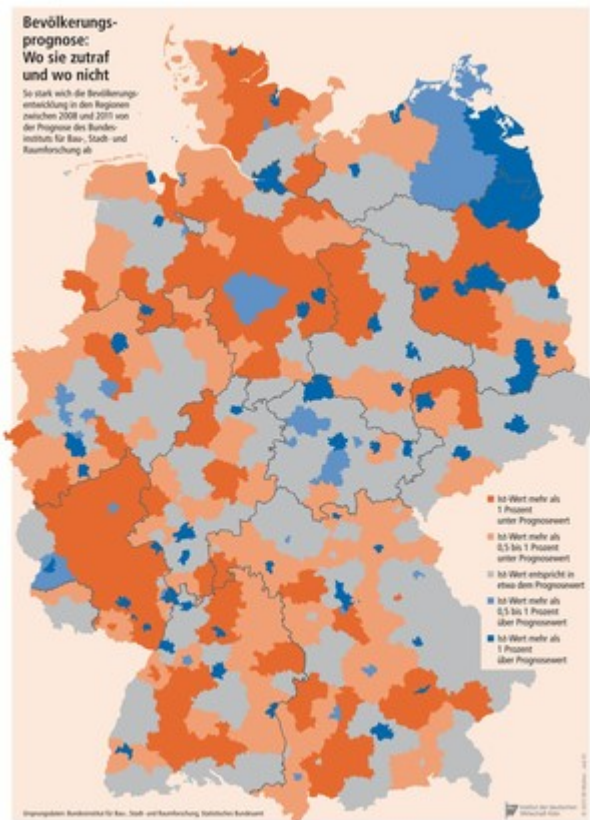 Bevölkerungs-
prognose:
Wo sie zutraf
und wo nicht
So stark wich die Bevölkerungs-
entwicklung in den Regionen
zwischen 2008 und 2011 von
der Prognose des Bundes-
instituts für Bau-, Stadt- und
Raumforschung ab
Ist-Wert mehr als
1 Prozent
unter Prognosewert
Ist-Wert mehr als
0,5 bis 1 Prozent
unter Prognosewert
Ist-Wert entspricht in
etwa dem Prognosewert
Ist-Wert mehr als
0,5 bis 1 Prozent
über Prognosewert
Ist-Wert mehr als
1 Prozent
über Prognosewert
Ursprungsdaten: Bundesinstitut für Bau-, Stadt- und Raumforschung, Statistisches Bundesamt
Institut der deutschen
Wirtschaft Köln